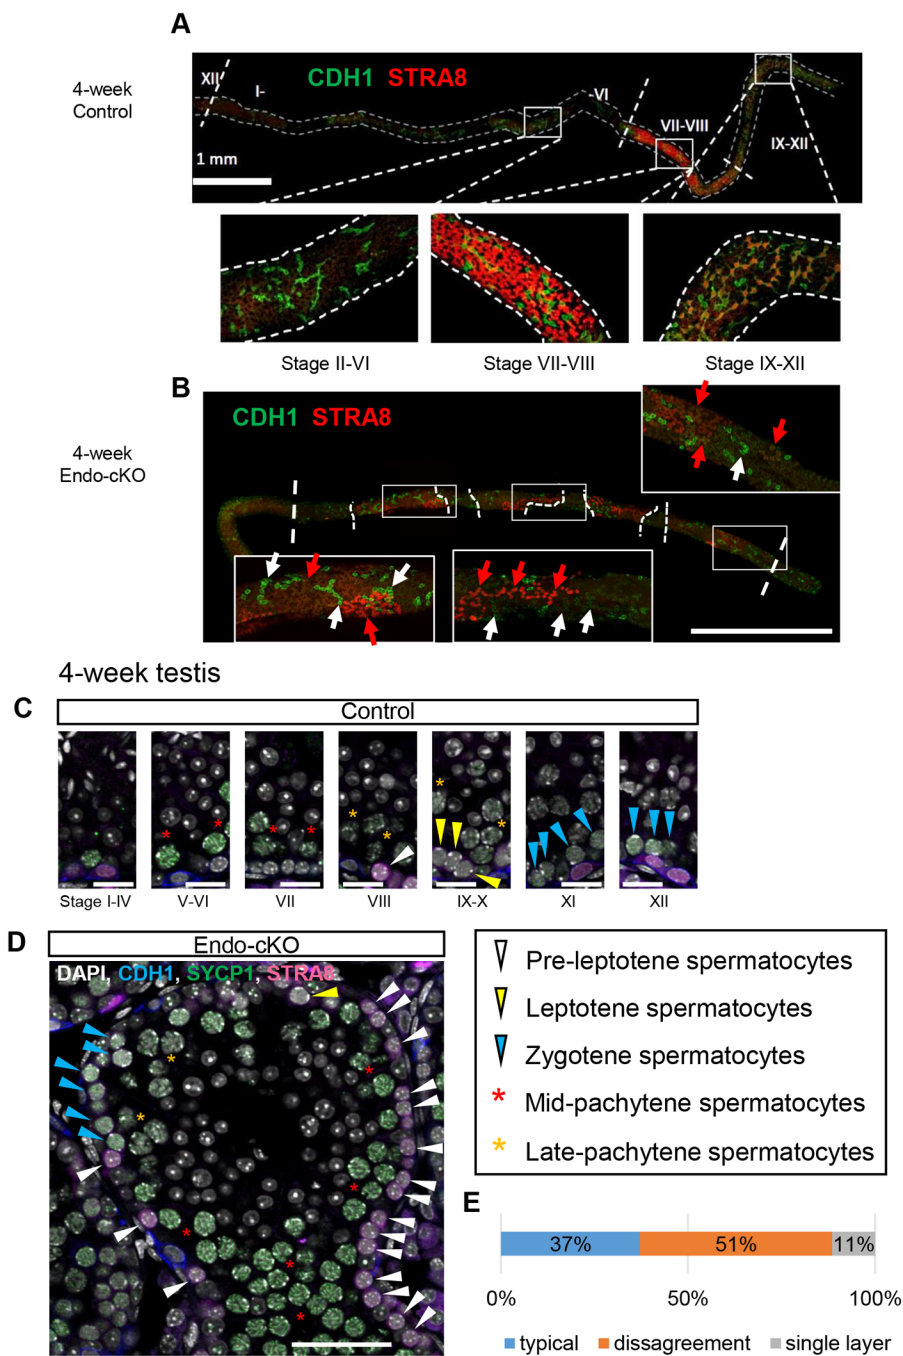 A
4-week
Control
CDH1 STRA8
XII
I-
-VI
VII-VIII
IX-XII
1 mm
Stage II-VI
Stage VII-VIII
Stage IX-XII
B
4-week
Endo-cKO
CDH1 STRA8
4-week testis
C
Control
Stage I-IV
V-VI
VII
VIII
IX-X
XI
XII
D
Endo-cKO
DAPI, CDH1, SYCP1, STRA8
Pre-leptotene spermatocytes
Leptotene spermatocytes
Zygotene spermatocytes
* Mid-pachytene spermatocytes
* Late-pachytene spermatocytes
E
37%
51%
11%
0%
50%
100%
typical
dissagreement
single layer